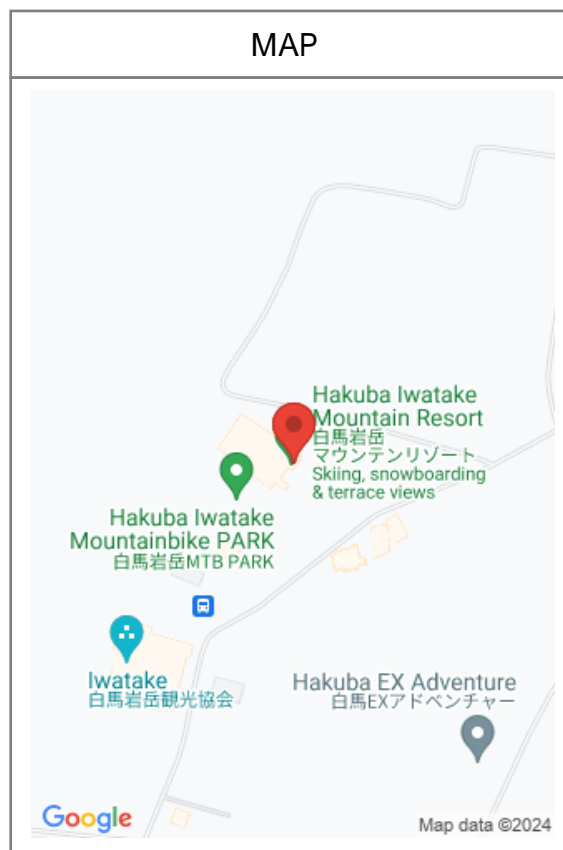 MAP
Hakuba Iwatake
Mountain Resort
白馬岩岳
マウンテンリゾート
Skiing, snowboarding
& terrace views
Hakuba Iwatake
Mountainbike PARK
白馬岩岳MTB PARK
Iwatake
白馬岩岳観光協会
Hakuba EX Adventure
白馬EXアドベンチャー
Google
Map data ©2024